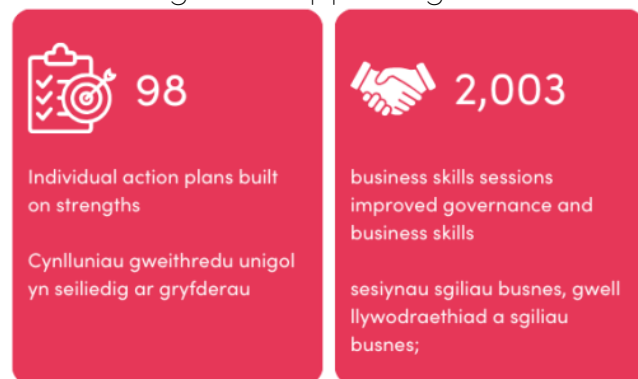 98
Individual action plans built
on strengths
Cynlluniau gweithredu unigol
yn seiliedig ar gryfderau
2,003
business skills sessions
improved governance and
business skills
sesiynau sgiliau busnes, gwell
llywodraethiad a sgiliau
busnes;